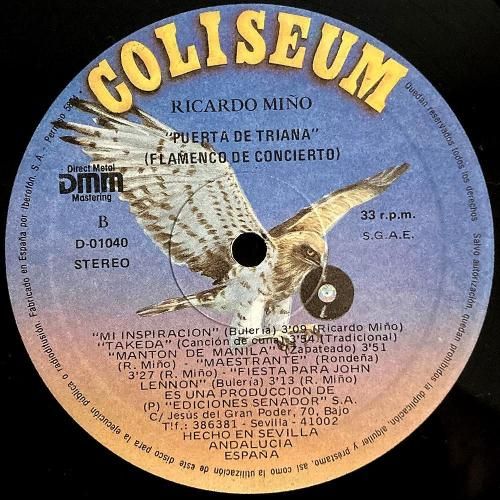 COLISEUM
RICARDO MIÑO
"PUERTA DE TRIANA"
(FLAMENCO DE CONCIERTO)
Direct Metal
DMM
Mastering
B
D-01040
STEREO
33 r.p.m.
S.G.A.E.
"MI INSPIRACION" (Bulería) 3'09 (Ricardo Miño)
"TAKEDA" (Canción de cuna) 3'54 (Tradicional)
"MANTON DE MANILA" (Zapateado) 3'51
(R. Miño) - "MAESTRANTE" (Rondeña)
3'27 (R. Miño) - "FIESTA PARA JOHN
LENNON" (Bulería) 3'13 (R. Miño)
ES UNA PRODUCCION DE
(P) "EDICIONES SENADOR" S.A.
C/ Jesús del Gran Poder, 70, Bajo
T!f.: 386381 - Sevilla - 41002
HECHO EN SEVILLA
ANDALUCIA
ESPAÑA
Quedan reservados todos los derechos. Salvo autorización, quedan prohibidos la duplicación, alquiler y préstamo, así como la utilización de este disco para la ejecución pública o radiodifusión. Fabricado en España por Iberofón, S. A. -